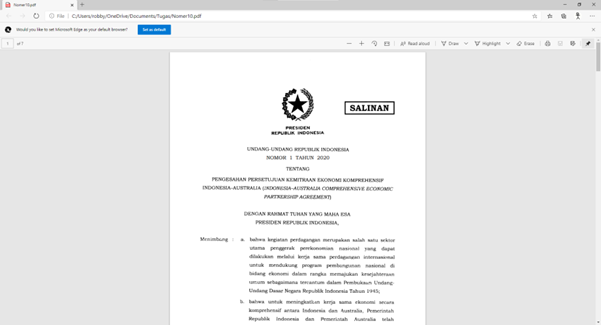 Nomer10.pdf
File
C:/Users/robby/OneDrive/Documents/Tugas/Nomer10.pdf
Would you like to set Microsoft Edge as your default browser?
Set as default
1 of 7
Read aloud
Draw
Highlight
Erase
SALINAN
PRESIDEN
REPUBLIK INDONESIA
UNDANG-UNDANG REPUBLIK INDONESIA
NOMOR 1 TAHUN 2020
TENTANG
PENGESAHAN PERSETUJUAN KEMITRAAN EKONOMI KOMPREHENSIF
INDONESIA-AUSTRALIA (INDONESIA-AUSTRALIA COMPREHENSIVE ECONOMIC
PARTNERSHIP AGREEMENT)
DENGAN RAHMAT TUHAN YANG MAHA ESA
PRESIDEN REPUBLIK INDONESIA,
Menimbang : a. bahwa kegiatan perdagangan merupakan salah satu sektor
utama penggerak perekonomian nasional yang dapat
dilakukan melalui kerja sama perdagangan internasional
untuk mendukung program pembangunan nasional di
bidang ekonomi dalam rangka memajukan kesejahteraan
umum sebagaimana tercantum dalam Pembukaan Undang-
Undang Dasar Negara Republik Indonesia Tahun 1945;
b. bahwa untuk meningkatkan kerja sama ekonomi secara
komprehensif antara Indonesia dan Australia, Pemerintah
Republik Indonesia dan Pemerintah Australia telah